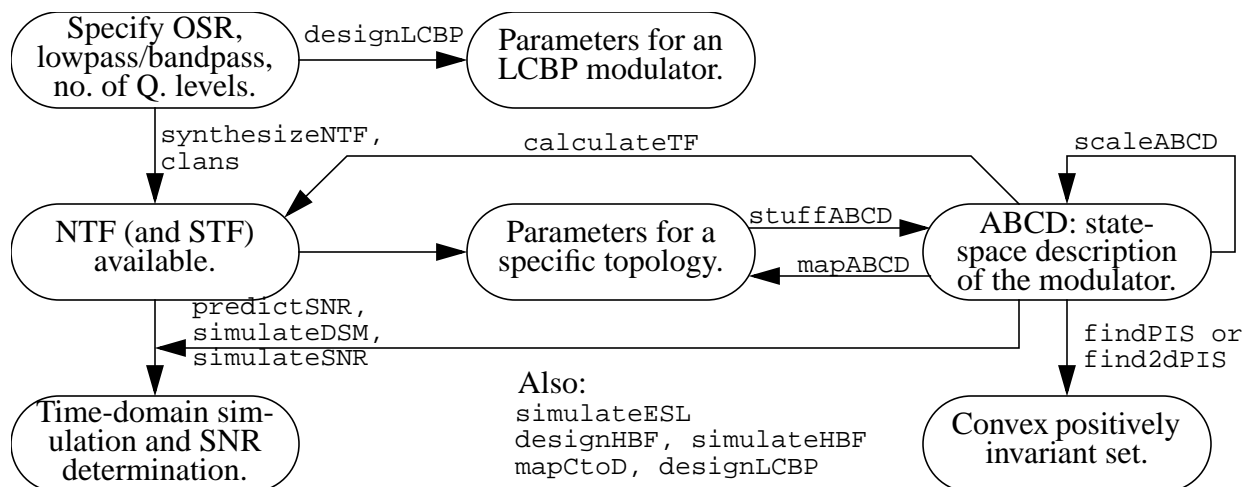 Specify OSR,
lowpass/bandpass,
no. of Q. levels.
designLCBP
Parameters for an
LCBP modulator.
synthesizeNTF,
clans
calculateTF
scaleABCD
NTF (and STF)
available.
Parameters for a
specific topology.
stuffABCD
mapABCD
ABCD: state-
space description
of the modulator.
predictSNR,
simulateDSM,
simulateSNR
findPIS or
find2dPIS
Time-domain sim-
ulation and SNR
determination.
Also:
simulateESL
designHBF, simulateHBF
mapCtoD, designLCBP
Convex positively
invariant set.